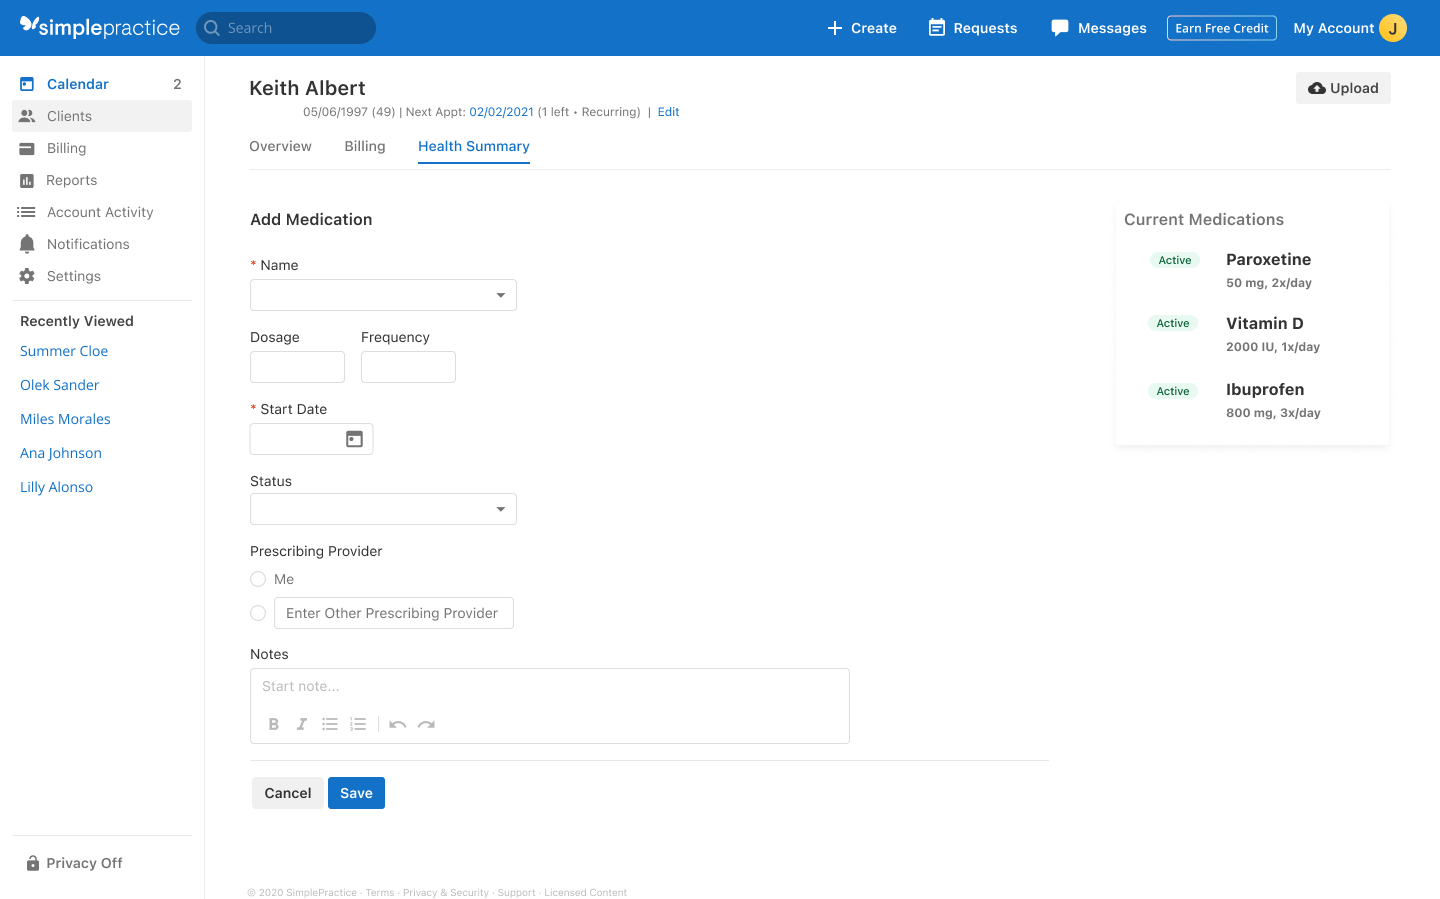 simplepractice Search Create Requests Messages Earn Free Credit My Account J
Calendar 2
Clients
Billing
Reports
Account Activity
Notifications
Settings
Recently Viewed
Summer Cloe
Olek Sander
Miles Morales
Ana Johnson
Lilly Alonso
Privacy Off
Keith Albert
Upload
05/06/1997 (49) | Next Appt: 02/02/2021 (1 left • Recurring) | Edit
Overview Billing Health Summary
Add Medication
* Name
Dosage Frequency
* Start Date
Status
Prescribing Provider
Me
Enter Other Prescribing Provider
Notes
Start note...
B I
Cancel Save
Current Medications
Active Paroxetine
50 mg, 2x/day
Active Vitamin D
2000 IU, 1x/day
Active Ibuprofen
800 mg, 3x/day
© 2020 SimplePractice · Terms · Privacy & Security · Support · Licensed Content